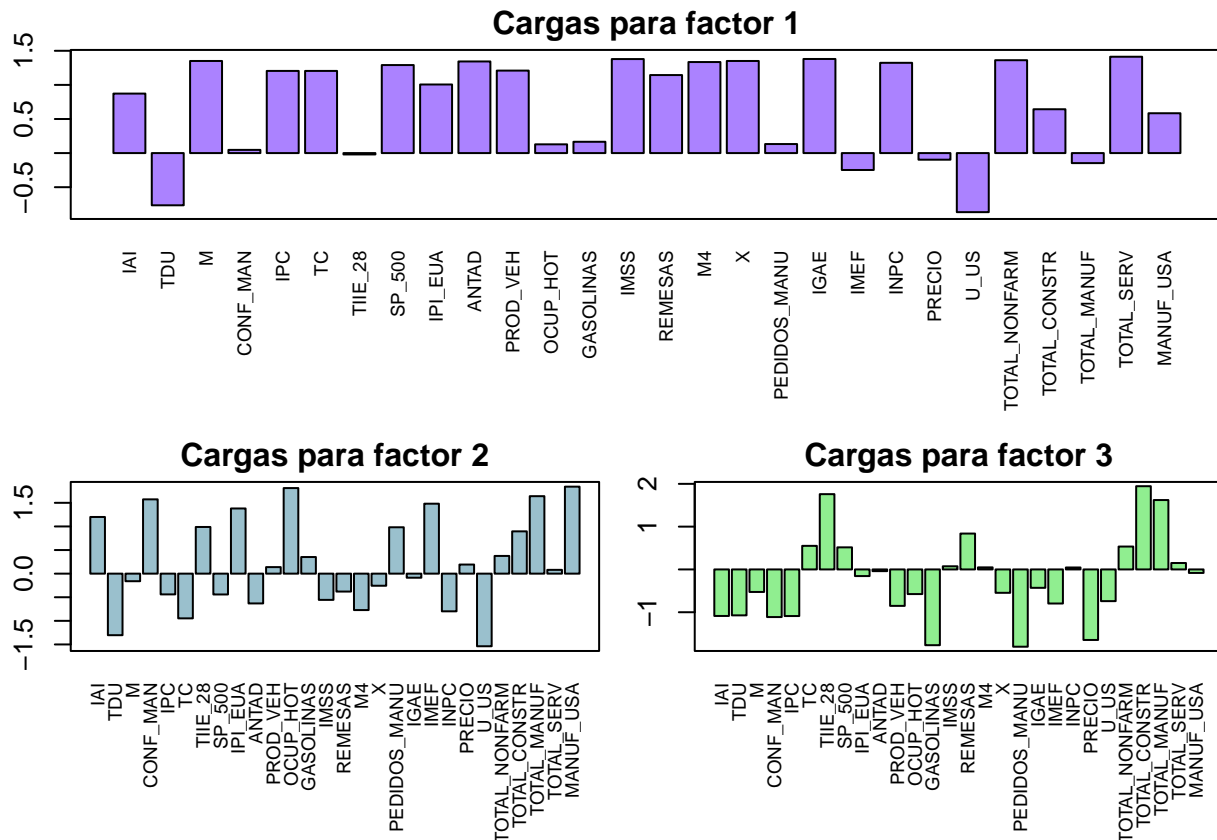 Cargas para factor 1
1.5
0.5
−0.5
IAI
TDU
M
CONF_MAN
IPC
TC
TIIE_28
SP_500
IPI_EUA
ANTAD
PROD_VEH
OCUP_HOT
GASOLINAS
IMSS
REMESAS
M4
X
PEDIDOS_MANU
IGAE
IMEF
INPC
PRECIO
U_US
TOTAL_NONFARM
TOTAL_CONSTR
TOTAL_MANUF
TOTAL_SERV
MANUF_USA
Cargas para factor 2
1.5
0.0
−1.5
IAI
TDU
M
CONF_MAN
IPC
TC
TIIE_28
SP_500
IPI_EUA
ANTAD
PROD_VEH
OCUP_HOT
GASOLINAS
IMSS
REMESAS
M4
X
PEDIDOS_MANU
IGAE
IMEF
INPC
PRECIO
U_US
TOTAL_NONFARM
TOTAL_CONSTR
TOTAL_MANUF
TOTAL_SERV
MANUF_USA
Cargas para factor 3
2
1
−1
IAI
TDU
M
CONF_MAN
IPC
TC
TIIE_28
SP_500
IPI_EUA
ANTAD
PROD_VEH
OCUP_HOT
GASOLINAS
IMSS
REMESAS
M4
X
PEDIDOS_MANU
IGAE
IMEF
INPC
PRECIO
U_US
TOTAL_NONFARM
TOTAL_CONSTR
TOTAL_MANUF
TOTAL_SERV
MANUF_USA